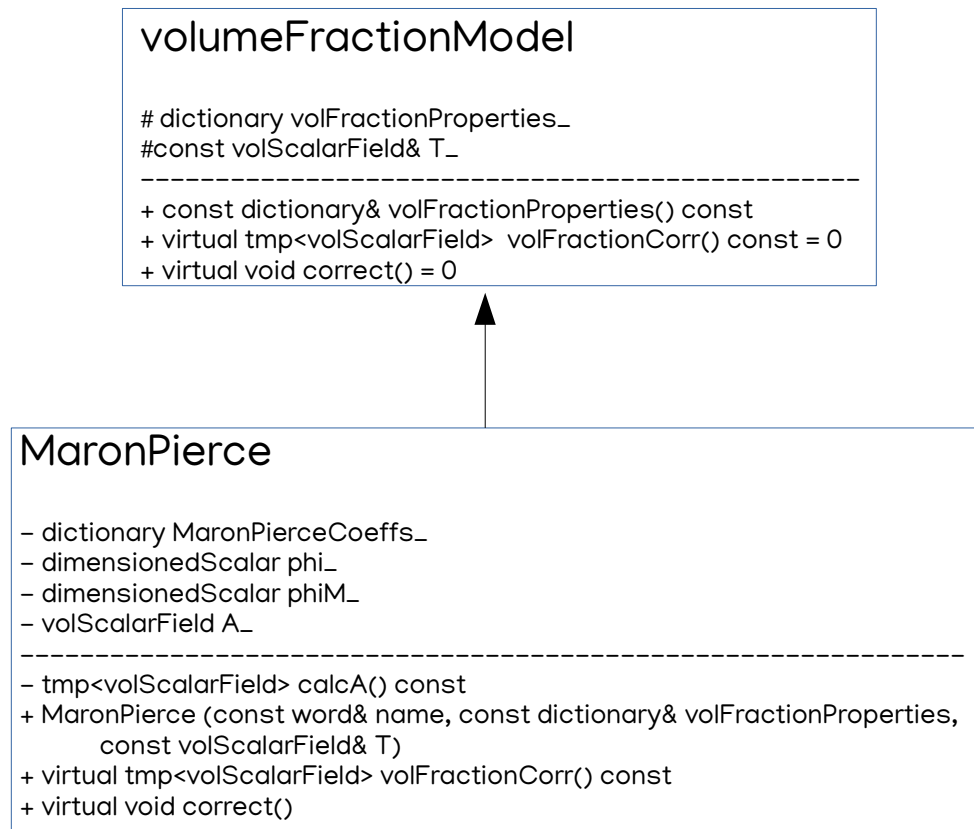 volumeFractionModel
# dictionary volFractionProperties_
#const volScalarField& T_
------------------------------------------------
+ const dictionary& volFractionProperties() const
+ virtual tmp<volScalarField> volFractionCorr() const = 0
+ virtual void correct() = 0
MaronPierce
- dictionary MaronPierceCoeffs_
- dimensionedScalar phi_
- dimensionedScalar phiM_
- volScalarField A_
---------------------------------------------------------------
- tmp<volScalarField> calcA() const
+ MaronPierce (const word& name, const dictionary& volFractionProperties,
const volScalarField& T)
+ virtual tmp<volScalarField> volFractionCorr() const
+ virtual void correct()